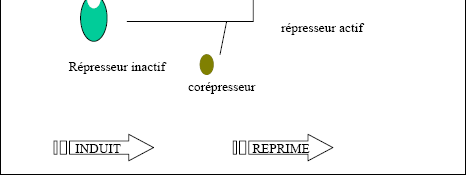 répresseur actif
Répresseur inactif
corépresseur
INDUIT
REPRIME